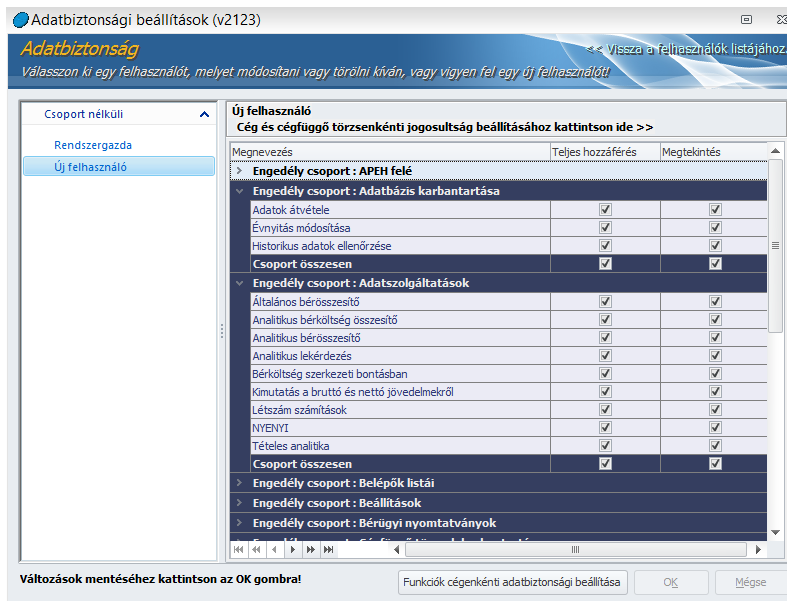 Adatbiztonsági beállítások (v2123)
Adatbiztonság
<< Vissza a felhasználók listájához.
Válasszon ki egy felhasználót, melyet módosítani vagy törölni kíván, vagy vigyen fel egy új felhasználót!
Csoport nélküli
Rendszergazda
Új felhasználó
Új felhasználó
Cég és cégfüggő törzsenkénti jogosultság beállításához kattintson ide >>
Megnevezés Teljes hozzáférés Megtekintés
Engedély csoport : APEH felé
Engedély csoport : Adatbázis karbantartása
Adatok átvétele
Évnyitás módosítása
Historikus adatok ellenőrzése
Csoport összesen
Engedély csoport : Adatszolgáltatások
Általános bérösszesítő
Analitikus bérköltség összesítő
Analitikus bérösszesítő
Analitikus lekérdezés
Bérköltség szerkezeti bontásban
Kimutatás a bruttó és nettó jövedelmekről
Létszám számítások
NYENYI
Tételes analitika
Csoport összesen
Engedély csoport : Belépők listái
Engedély csoport : Beállítások
Engedély csoport : Bérügyi nyomtatványok
Változások mentéséhez kattintson az OK gombra!
Funkciók cégenkénti adatbiztonsági beállítása
OK
Mégse